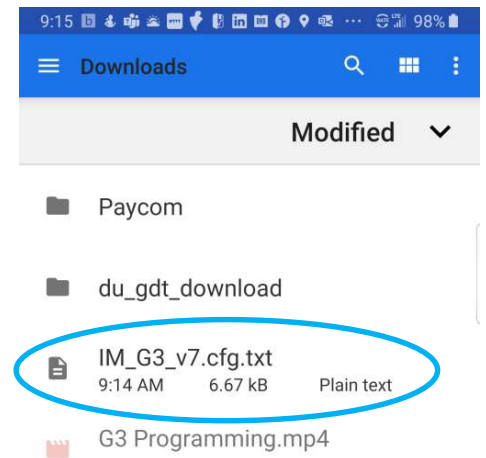 9:15 98%
Downloads
Modified
Paycom
du_gdt_download
IM_G3_v7.cfg.txt
9:14 AM 6.67 kB Plain text
G3 Programming.mp4